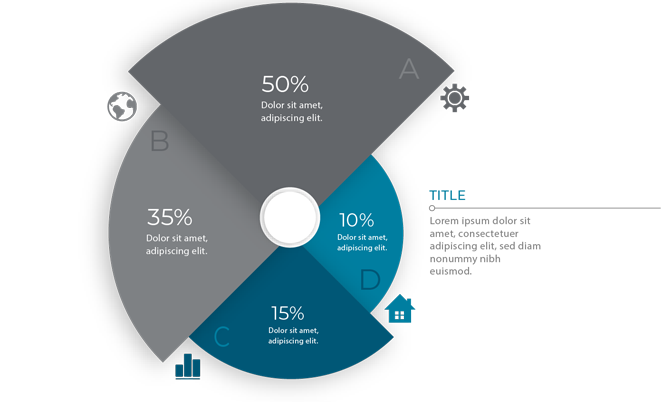 A
50%
Dolor sit amet,
adipiscing elit.
B
35%
Dolor sit amet,
adipiscing elit.
10%
Dolor sit amet,
adipiscing elit.
D
15%
Dolor sit amet,
adipiscing elit.
C
TITLE
Lorem ipsum dolor sit
amet, consectetuer
adipiscing elit, sed diam
nonummy nibh
euismod.